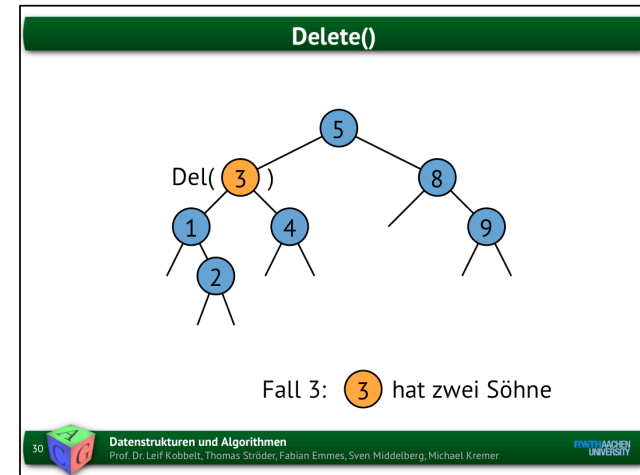 Delete()
5
Del( 3 )
8
1
4
9
2
Fall 3: 3 hat zwei Söhne
30
A
C G
Datenstrukturen und Algorithmen
Prof. Dr. Leif Kobbelt, Thomas Ströder, Fabian Emmes, Sven Middelberg, Michael Kremer
RWTHAACHEN
UNIVERSITY